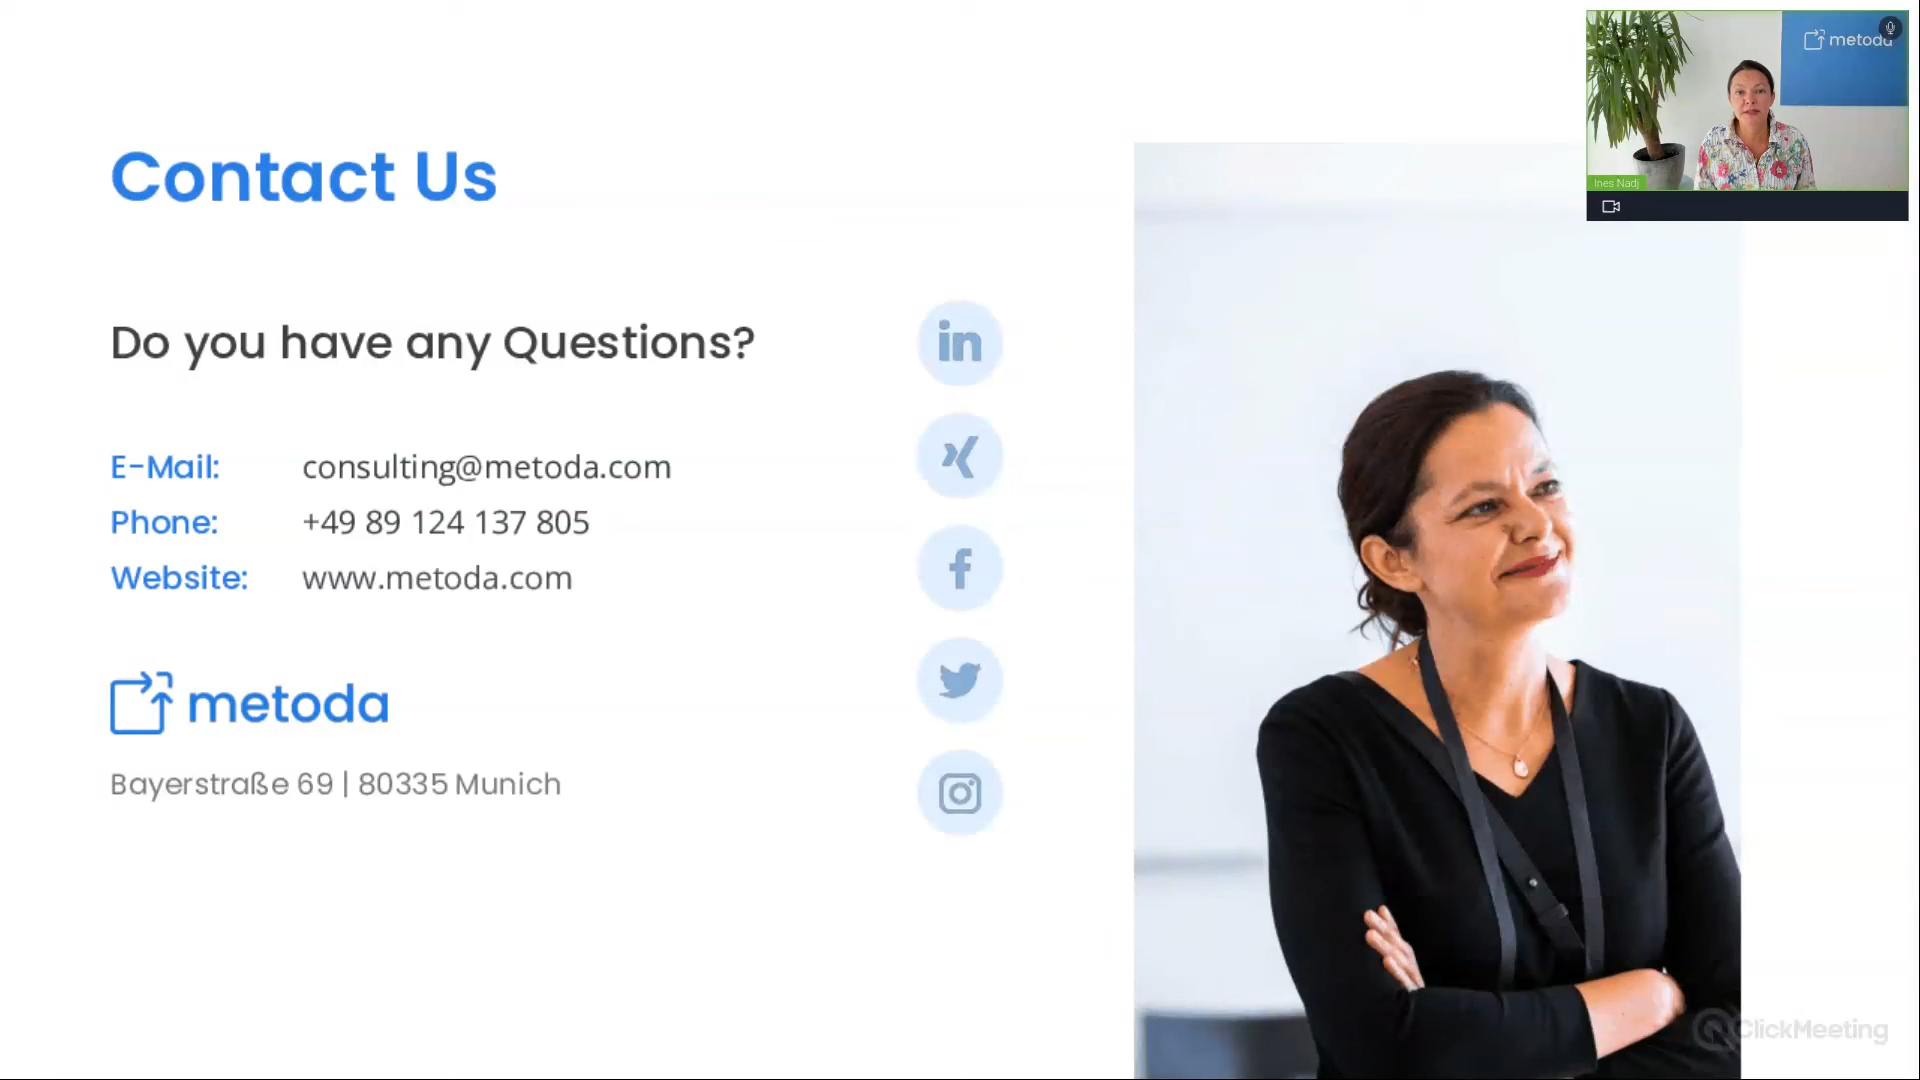 Contact Us
Do you have any Questions?
E-Mail: consulting@metoda.com
Phone: +49 89 124 137 805
Website: www.metoda.com
metoda
Bayerstraße 69 | 80335 Munich
in
metoda
Ines Nadj
ClickMeeting